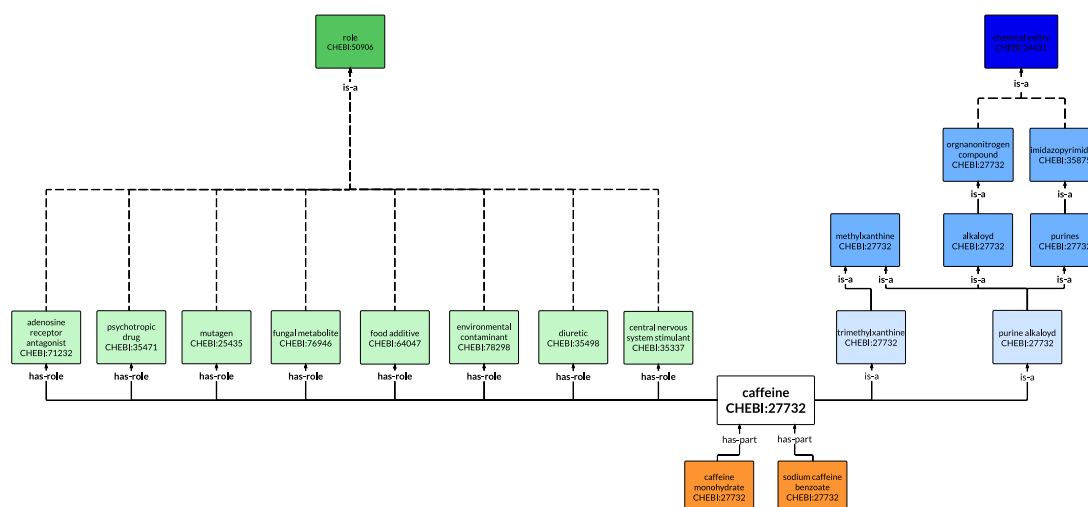 role
CHEBI:50906
chemical entity
CHEBI:24431
is-a
is-a
orgnanonitrogen
compound
CHEBI:27732
imidazopyrimid
CHEBI:35875
is-a
is-a
methylxanthine
CHEBI:27732
alkaloyd
CHEBI:27732
purines
CHEBI:27732
is-a
is-a
is-a
is-a
adenosine
receptor
antagonist
CHEBI:71232
psychotropic
drug
CHEBI:35471
mutagen
CHEBI:25435
fungal metabolite
CHEBI:76946
food additive
CHEBI:64047
environmental
contaminant
CHEBI:78298
diuretic
CHEBI:35498
central nervous
system stimulant
CHEBI:35337
trimethylxanthine
CHEBI:27732
purine alkaloyd
CHEBI:27732
has-role
has-role
has-role
has-role
has-role
has-role
has-role
has-role
is-a
is-a
caffeine
CHEBI:27732
has-part
has-part
caffeine
monohydrate
CHEBI:27732
sodium caffeine
benzoate
CHEBI:27732